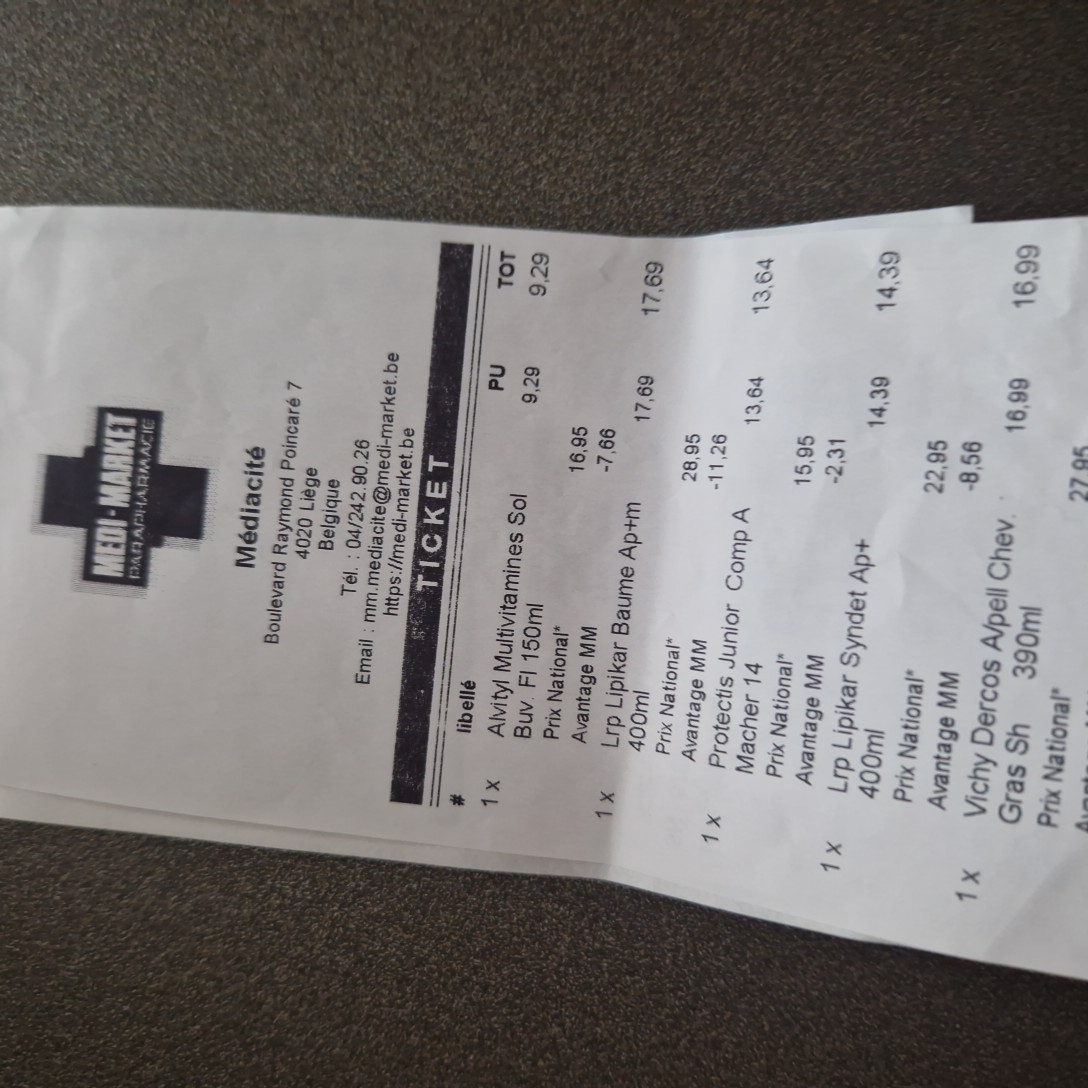 MEDI-MARKET
PARAPHARMACIE
Médiacité
Boulevard Raymond Poincaré 7
4020 Liège
Belgique
Tél. : 04/242.90.26
Email : mm.mediacite@medi-market.be
https://medi-market.be
TICKET
# libellé PU TOT
1 x Alvityl Multivitamines Sol 9,29 9,29
Buv. Fl 150ml
Prix National* 16,95
Avantage MM -7,66
1 x Lrp Lipikar Baume Ap+m 17,69 17,69
400ml
Prix National* 28,95
Avantage MM -11,26
1 x Protectis Junior Comp A 13,64 13,64
Macher 14
Prix National* 15,95
Avantage MM -2,31
1 x Lrp Lipikar Syndet Ap+ 14,39 14,39
400ml
Prix National* 22,95
Avantage MM -8,56
1 x Vichy Dercos A/pell Chev. 16,99 16,99
Gras Sh 390ml
Prix National* 27,95